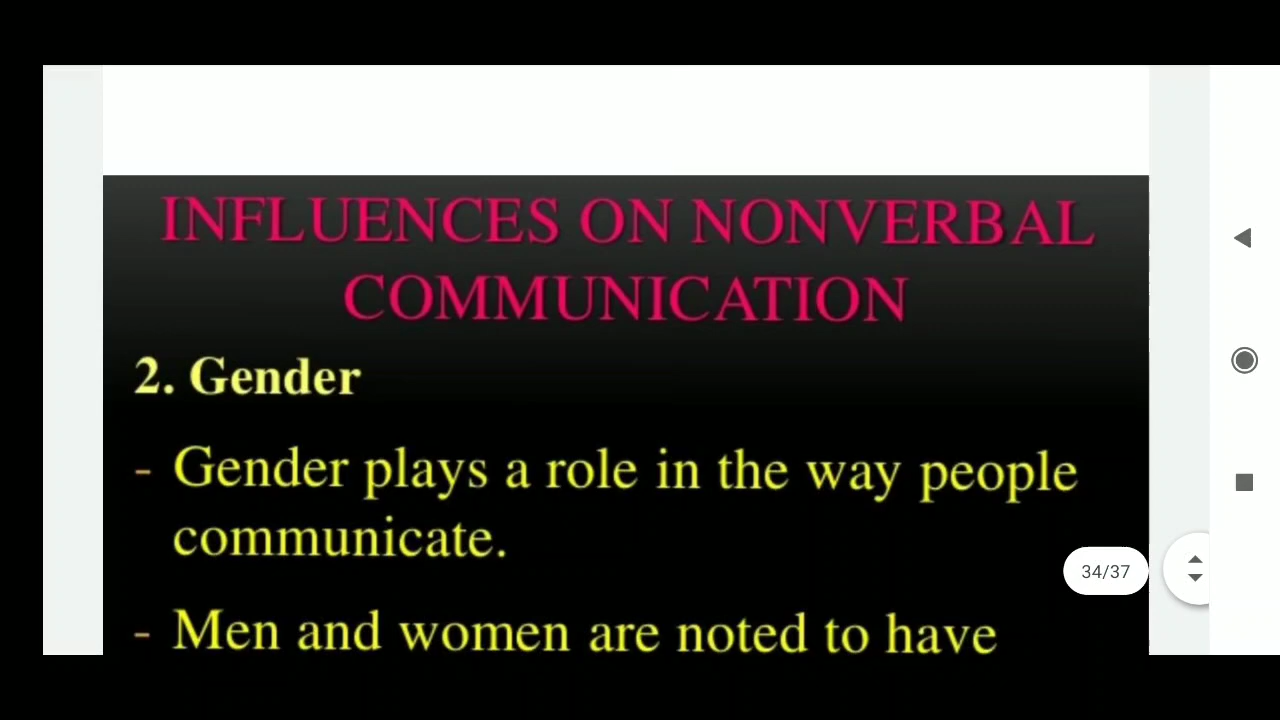 INFLUENCES ON NONVERBAL
COMMUNICATION
2. Gender
- Gender plays a role in the way people
communicate.
34/37
- Men and women are noted to have